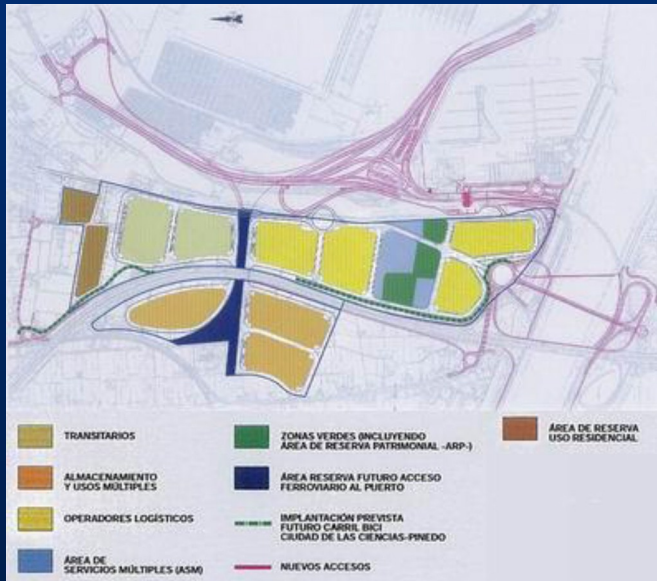 TRANSITARIOS
ALMACENAMIENTO
Y USOS MÚLTIPLES
OPERADORES LOGÍSTICOS
ÁREA DE
SERVICIOS MÚLTIPLES (ASM)
ZONAS VERDES (INCLUYENDO
ÁREA DE RESERVA PATRIMONIAL -ARP-)
ÁREA RESERVA FUTURO ACCESO
FERROVIARIO AL PUERTO
IMPLANTACIÓN PREVISTA
FUTURO CARRIL BICI
CIUDAD DE LAS CIENCIAS-PINEDO
NUEVOS ACCESOS
ÁREA DE RESERVA
USO RESIDENCIAL